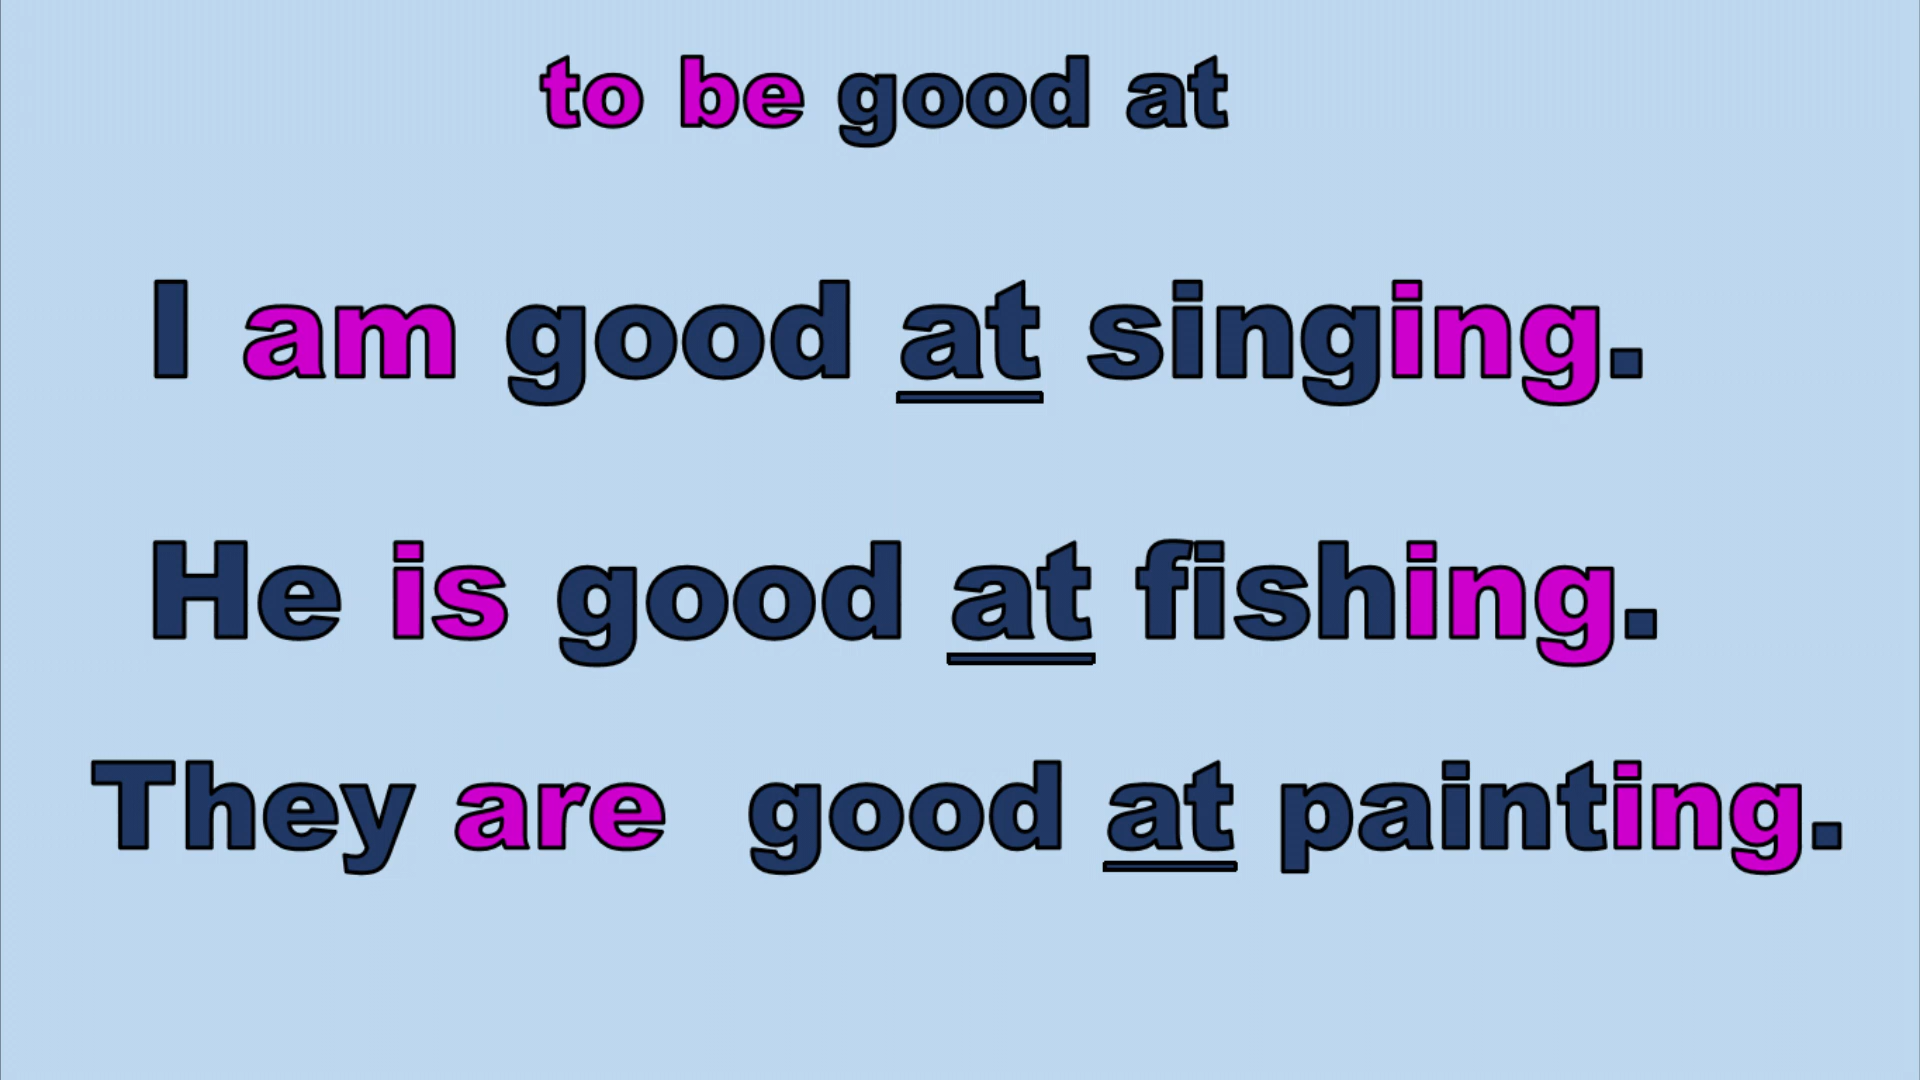 to be good at
I am good at singing.
He is good at fishing.
They are good at painting.